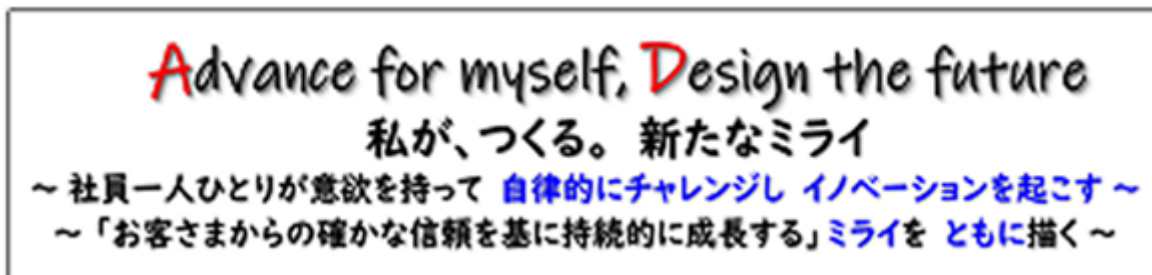 Advance for myself, Design the future
私が、つくる。 新たなミライ
～ 社員一人ひとりが意欲を持って 自律的にチャレンジし イノベーションを起こす ～
～「お客さまからの確かな信頼を基に持続的に成長する」ミライを ともに描く ～